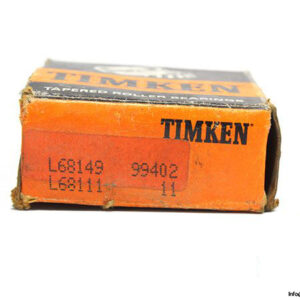 TIMKEN
TAPERED ROLLER BEARINGS
TIMKEN
L68149 99402
L68111 11